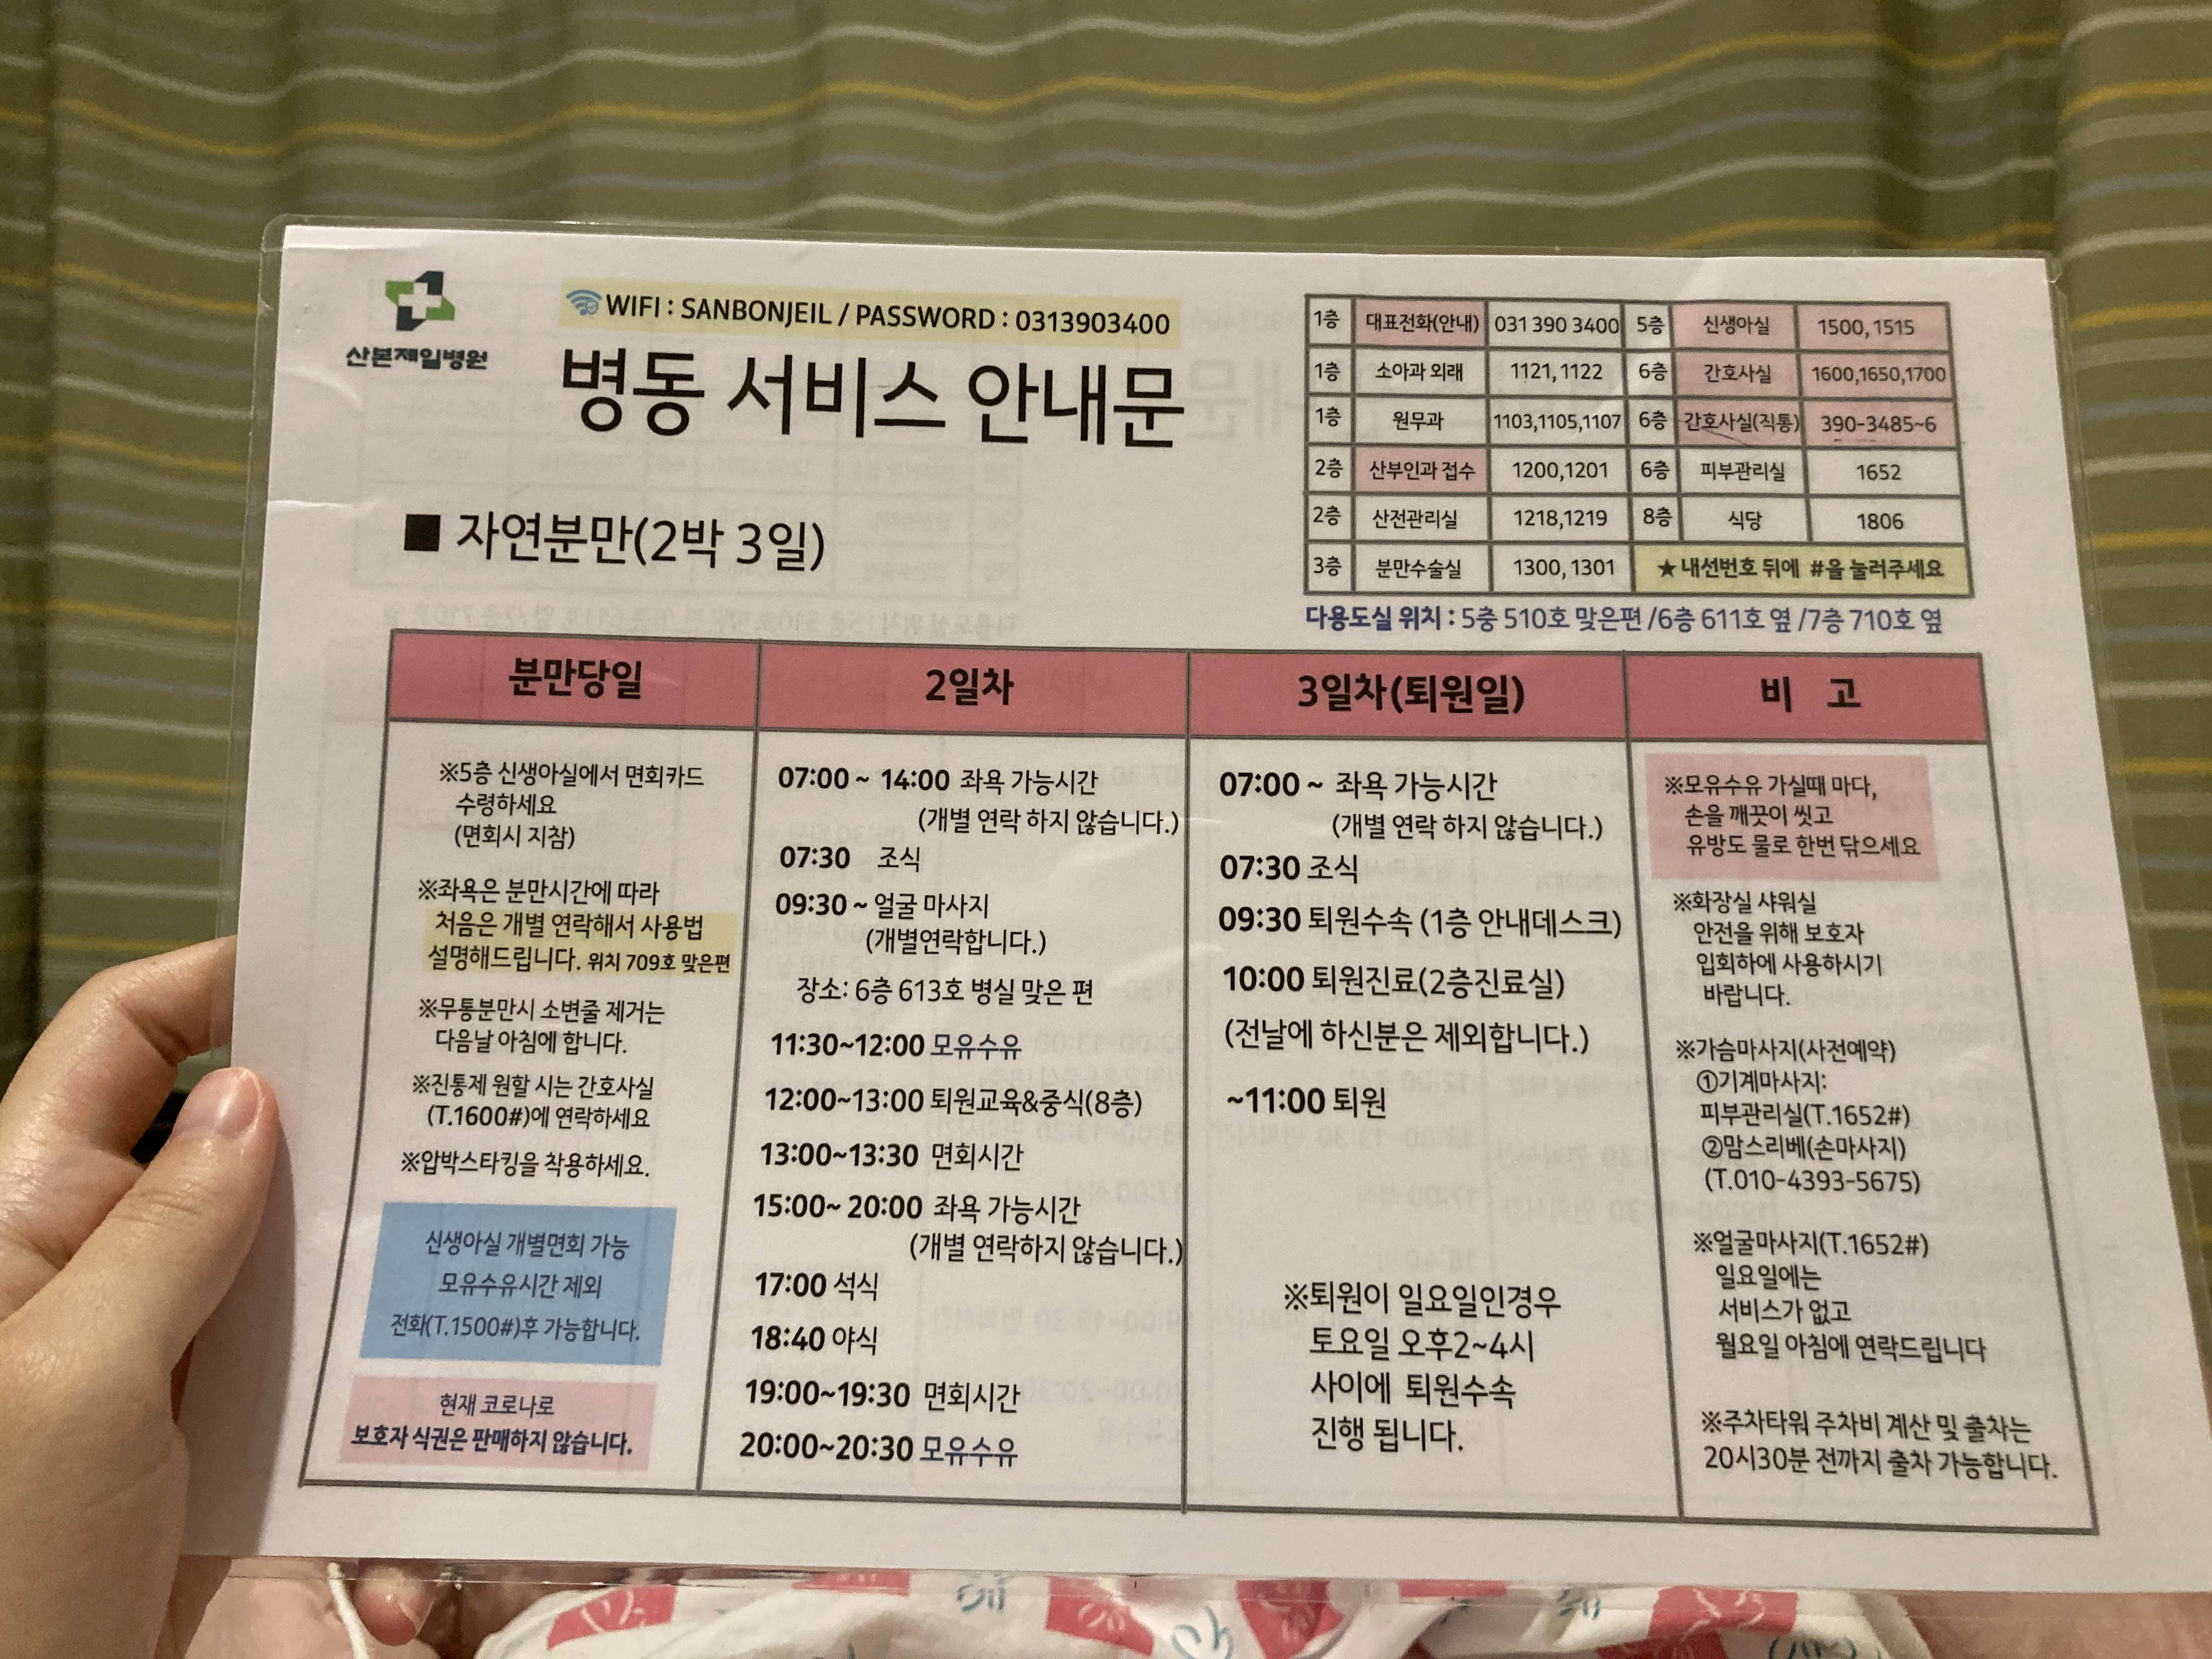 산본제일병원
WIFI : SANBONJEIL / PASSWORD : 0313903400
병동 서비스 안내문
■ 자연분만(2박 3일)
1층 대표전화(안내) 031 390 3400 5층 신생아실 1500, 1515
1층 소아과 외래 1121, 1122 6층 간호사실 1600,1650,1700
1층 원무과 1103,1105,1107 6층 간호사실(직통) 390-3485~6
2층 산부인과 접수 1200,1201 6층 피부관리실 1652
2층 산전관리실 1218,1219 8층 식당 1806
3층 분만수술실 1300, 1301 ★내선번호 뒤에 #을 눌러주세요
다용도실 위치 : 5층 510호 맞은편 /6층 611호 옆 /7층 710호 옆
분만당일
※5층 신생아실에서 면회카드
수령하세요
(면회시 지참)
※좌욕은 분만시간에 따라
처음은 개별 연락해서 사용법
설명해드립니다. 위치 709호 맞은편
※무통분만시 소변줄 제거는
다음날 아침에 합니다.
※진통제 원할 시는 간호사실
(T.1600#)에 연락하세요
※압박스타킹을 착용하세요.
신생아실 개별면회 가능
모유수유시간 제외
전화(T.1500#)후 가능합니다.
현재 코로나로
보호자 식권은 판매하지 않습니다.
2일차
07:00 ~ 14:00 좌욕 가능시간
(개별 연락 하지 않습니다.)
07:30 조식
09:30 ~ 얼굴 마사지
(개별연락합니다.)
장소: 6층 613호 병실 맞은 편
11:30~12:00 모유수유
12:00~13:00 퇴원교육&중식(8층)
13:00~13:30 면회시간
15:00~ 20:00 좌욕 가능시간
(개별 연락하지 않습니다.)
17:00 석식
18:40 야식
19:00~19:30 면회시간
20:00~20:30 모유수유
3일차(퇴원일)
07:00 ~ 좌욕 가능시간
(개별 연락 하지 않습니다.)
07:30 조식
09:30 퇴원수속 (1층 안내데스크)
10:00 퇴원진료(2층진료실)
(전날에 하신분은 제외합니다.)
~11:00 퇴원
※퇴원이 일요일인경우
토요일 오후2~4시
사이에 퇴원수속
진행 됩니다.
비 고
※모유수유 가실때 마다,
손을 깨끗이 씻고
유방도 물로 한번 닦으세요
※화장실 샤워실
안전을 위해 보호자
입회하에 사용하시기
바랍니다.
※가슴마사지(사전예약)
①기계마사지:
피부관리실(T.1652#)
②맘스리베(손마사지)
(T.010-4393-5675)
※얼굴마사지(T.1652#)
일요일에는
서비스가 없고
월요일 아침에 연락드립니다
※주차타워 주차비 계산 및 출차는
20시30분 전까지 출차 가능합니다.